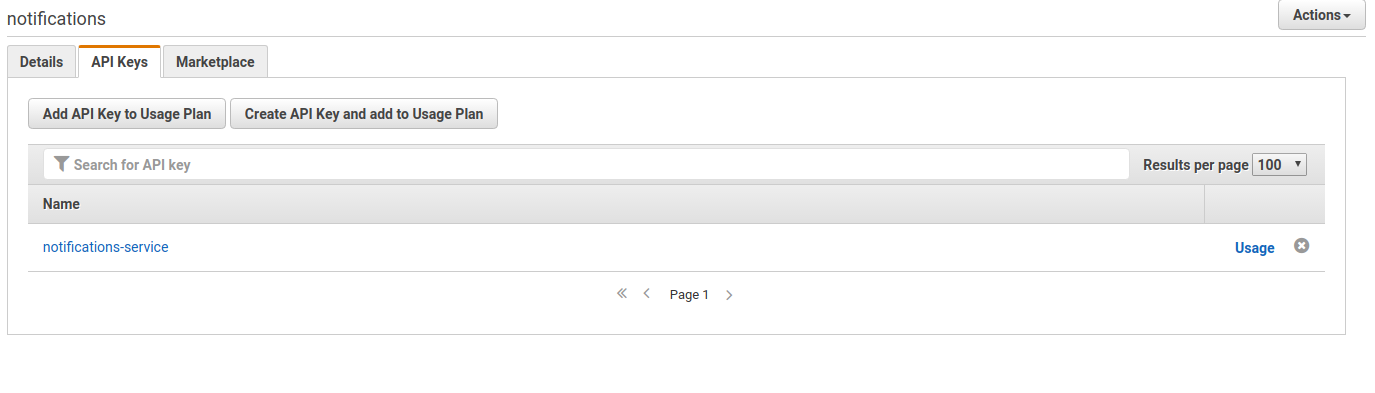 notifications
Actions
Details
API Keys
Marketplace
Add API Key to Usage Plan
Create API Key and add to Usage Plan
Search for API key
Results per page 100
Name
notifications-service
Usage
Page 1